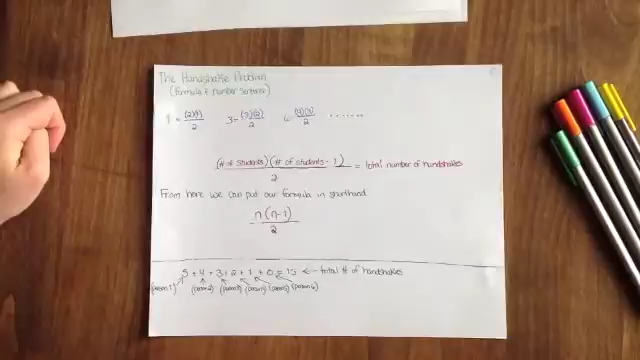 The Handshake Problem
(Formula & number sentence)
1 = (2)(1)/2 3 = (3)(2)/2 6 = (4)(3)/2 .......
(# of students)(# of students - 1)/2 = total number of handshakes
From here we can put our formula in shorthand
n(n-1)/2
5 + 4 + 3 + 2 + 1 + 0 = 15 ← total # of handshakes
(person 1) (person 2) (person 3) (person 4) (person 5) (person 6)